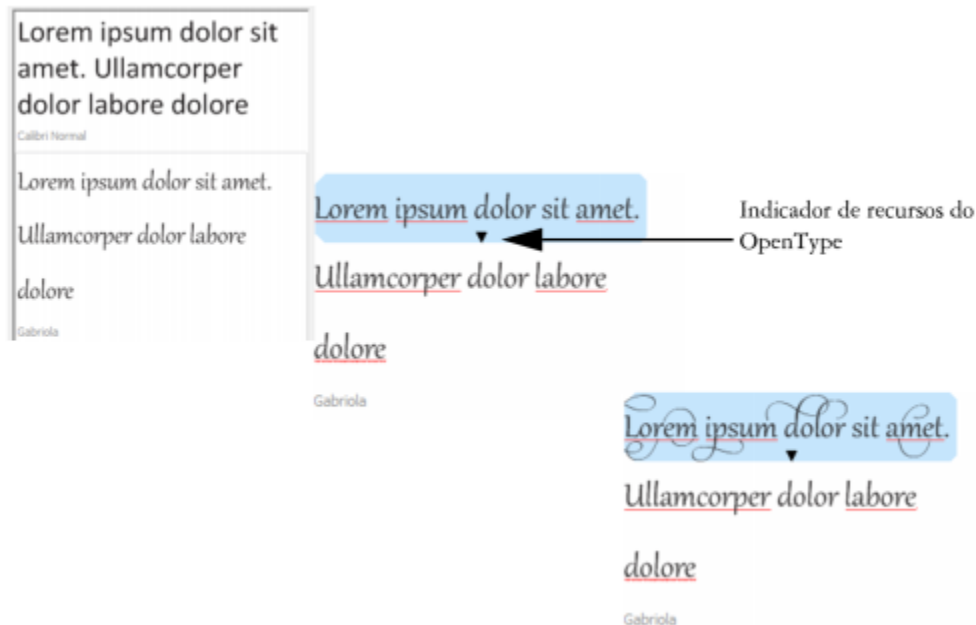 Lorem ipsum dolor sit
amet. Ullamcorper
dolor labore dolore
Calibri Normal
Lorem ipsum dolor sit amet.
Ullamcorper dolor labore
dolore
Gabriola
Lorem ipsum dolor sit amet.
Ullamcorper dolor labore
dolore
Gabriola
Indicador de recursos do
OpenType
Lorem ipsum dolor sit amet.
Ullamcorper dolor labore
dolore
Gabriola